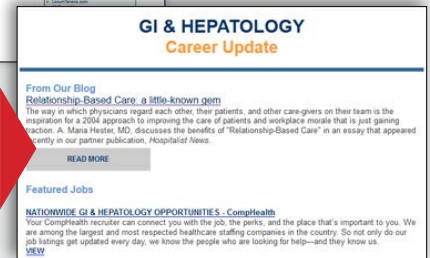 LocumTenens.com
GI & HEPATOLOGY
Career Update
From Our Blog
Relationship-Based Care: a little-known gem
The way in which physicians regard each other, their patients, and other care-givers on their team is the
inspiration for a 2004 approach to improving the care of patients and workplace morale that is just gaining
traction. A. Maria Hester, MD, discusses the benefits of "Relationship-Based Care" in an essay that appeared
recently in our partner publication, Hospitalist News.
READ MORE
Featured Jobs
NATIONWIDE GI & HEPATOLOGY OPPORTUNITIES - CompHealth
Your CompHealth recruiter can connect you with the job, the perks, and the place that's important to you. We
are among the largest and most respected healthcare staffing companies in the country. So not only do our
job listings get updated every day, we know the people who are looking for help—and they know us.
VIEW